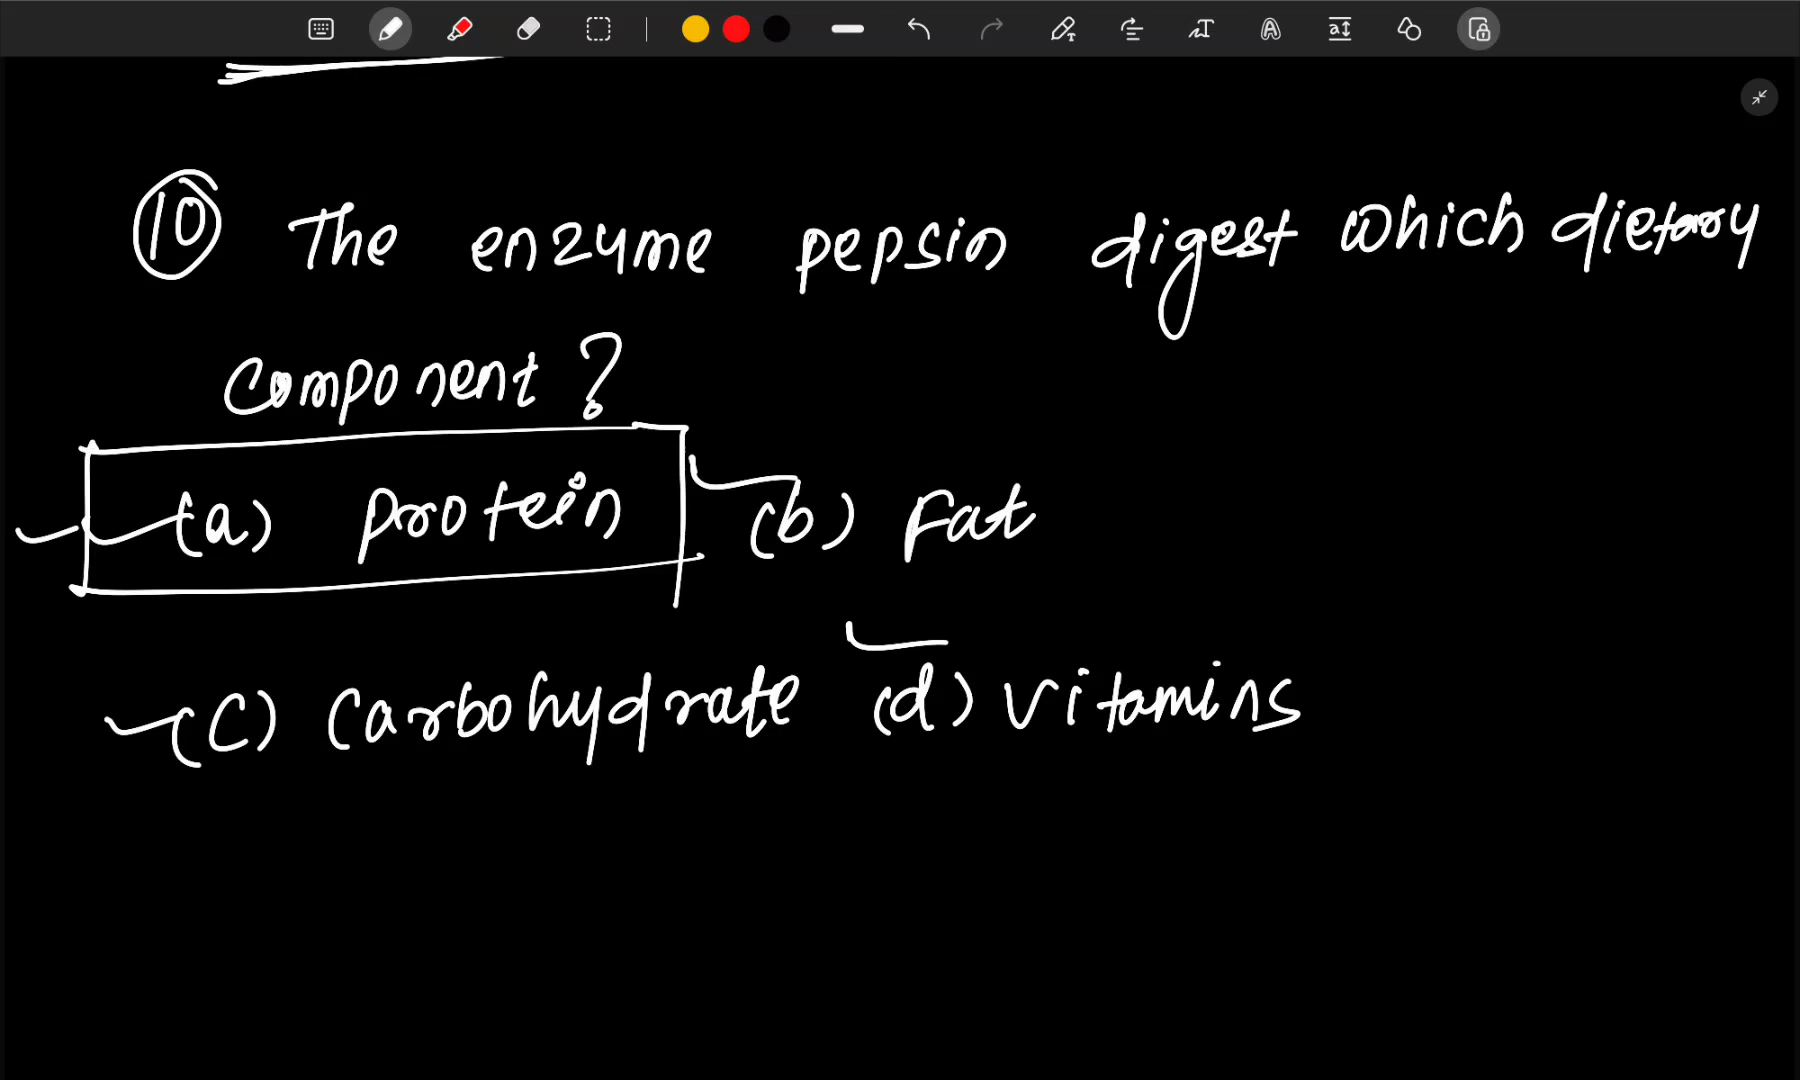 10 The enzyme pepsin digest which dietary
component ?
(a) protein (b) Fat
(c) Carbohydrate (d) vitamins